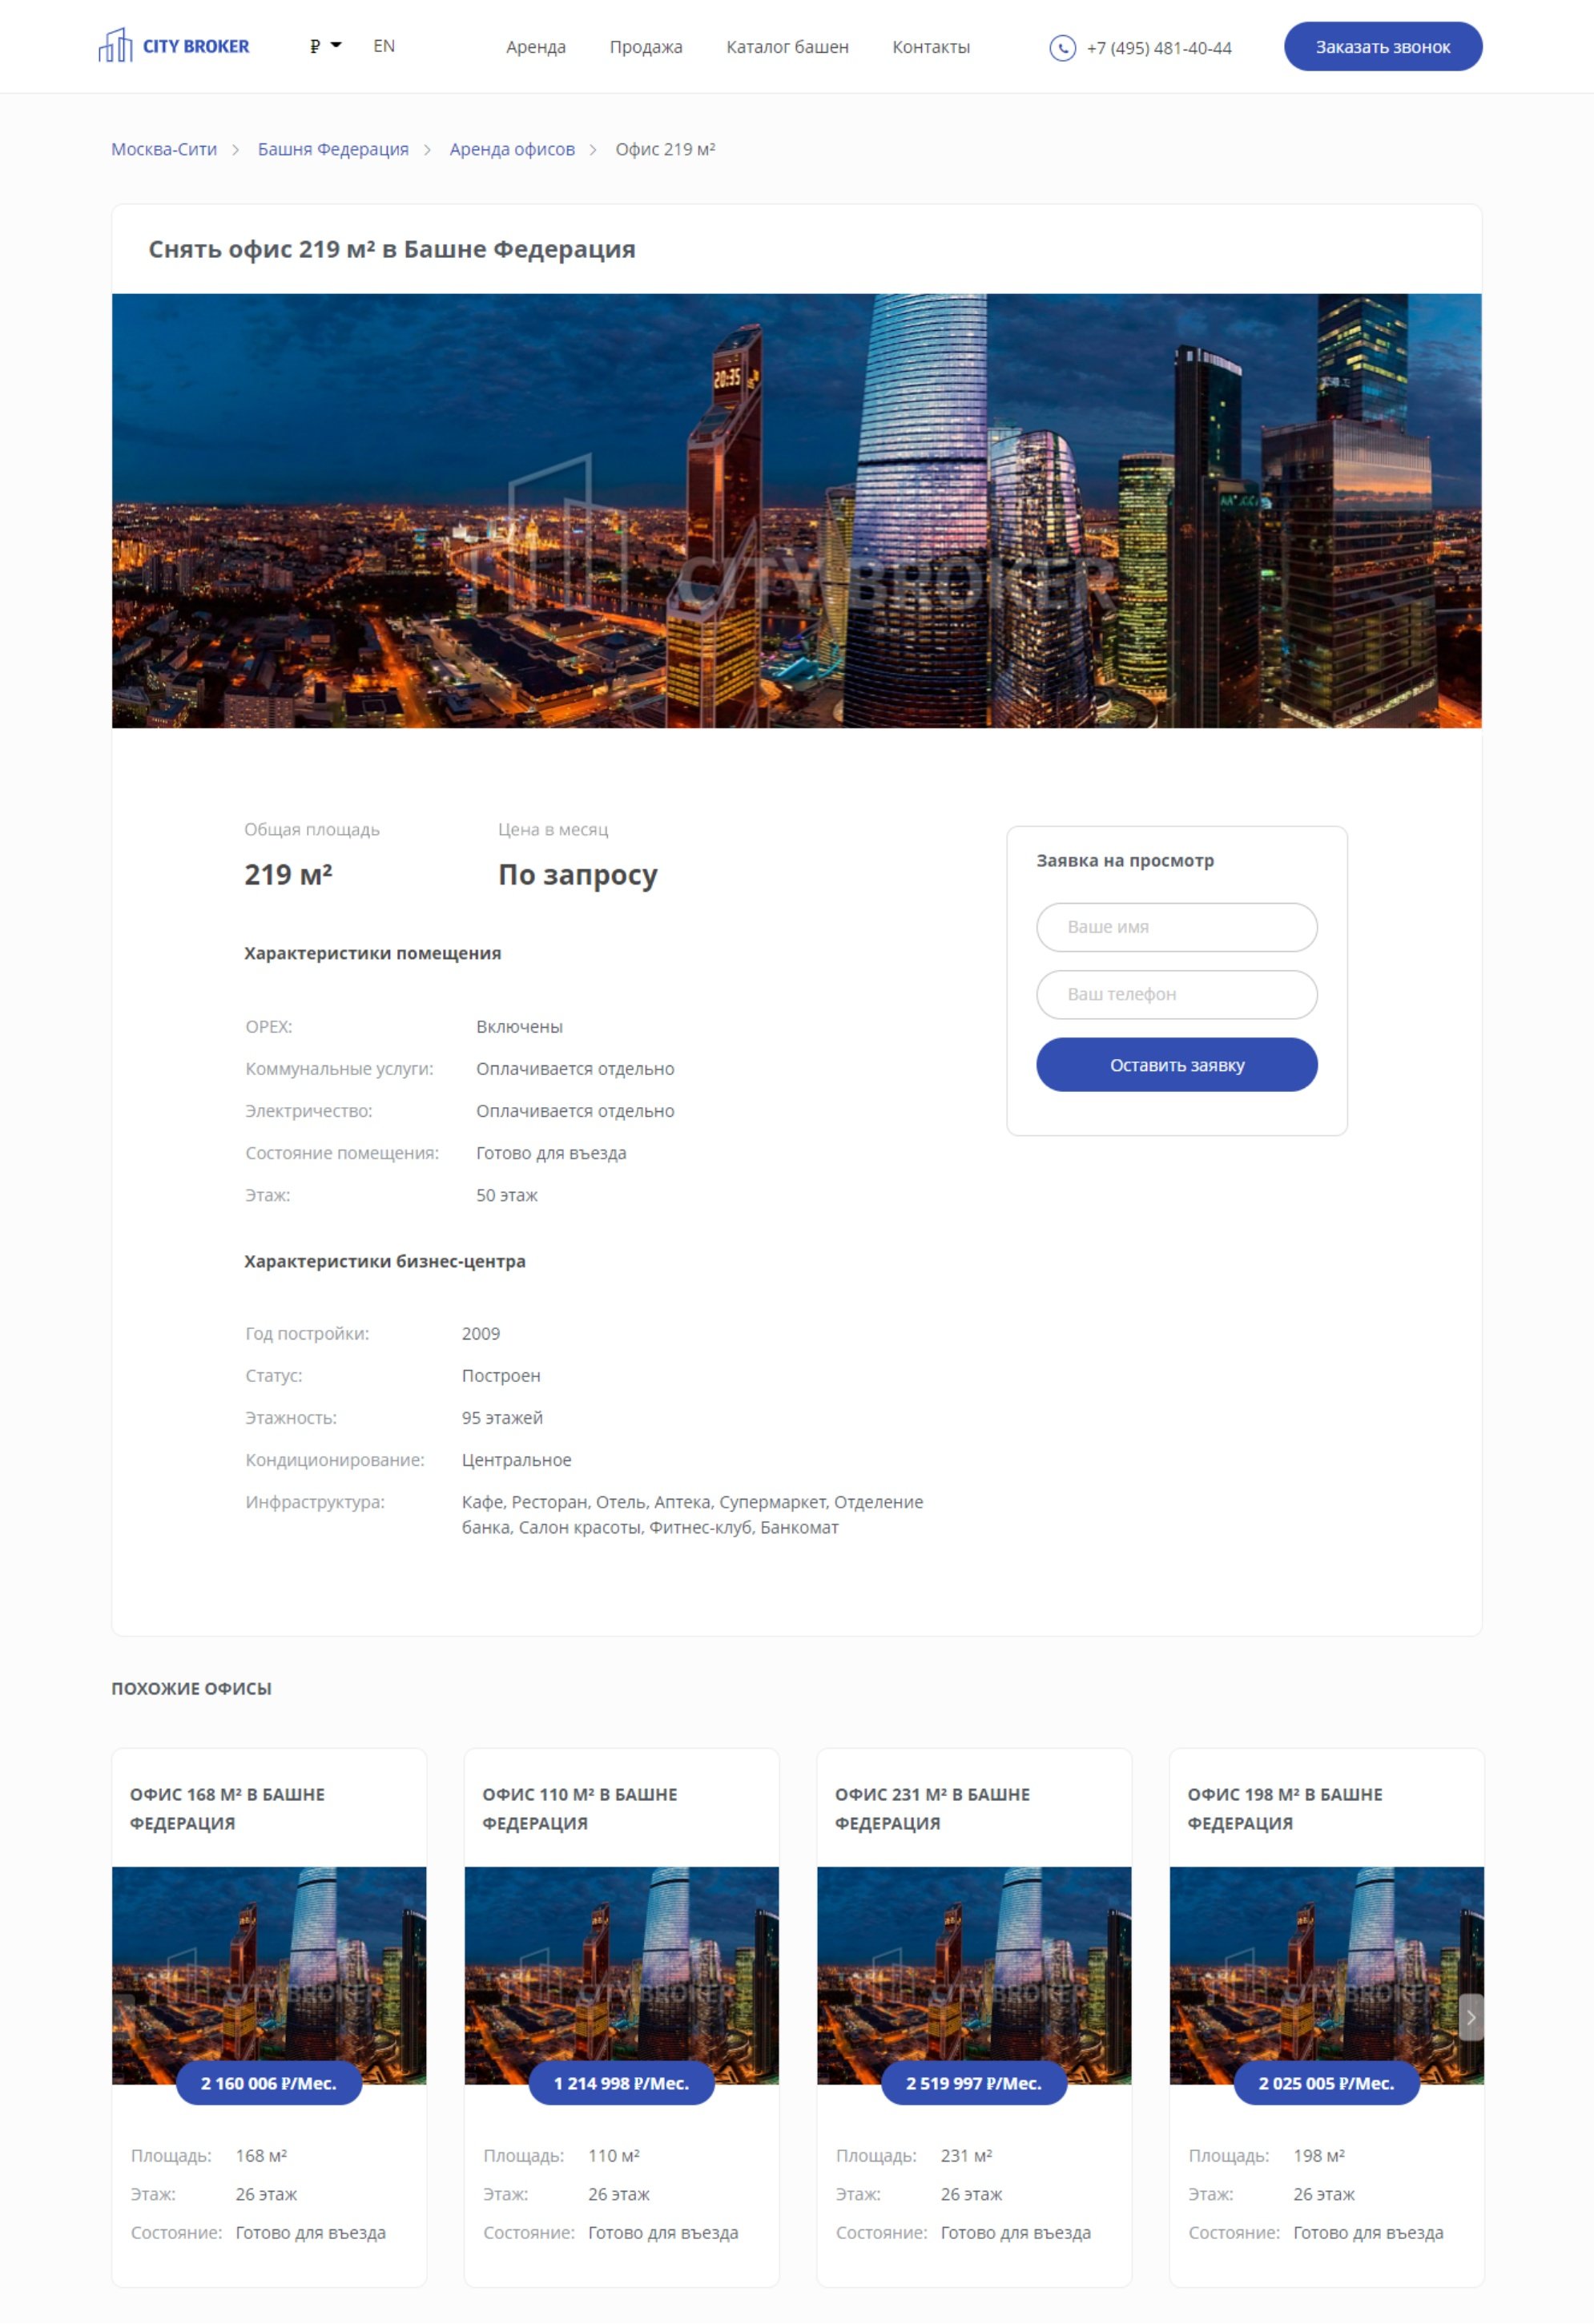 CITY BROKER
₽
EN
Аренда
Продажа
Каталог башен
Контакты
+7 (495) 481-40-44
Заказать звонок
Москва-Сити
Башня Федерация
Аренда офисов
Офис 219 м²
Снять офис 219 м² в Башне Федерация
20:35
CITY BROKER
Общая площадь
219 м²
Цена в месяц
По запросу
Характеристики помещения
OPEX:
Включены
Коммунальные услуги:
Оплачивается отдельно
Электричество:
Оплачивается отдельно
Состояние помещения:
Готово для въезда
Этаж:
50 этаж
Заявка на просмотр
Ваше имя
Ваш телефон
Оставить заявку
Характеристики бизнес-центра
Год постройки:
2009
Статус:
Построен
Этажность:
95 этажей
Кондиционирование:
Центральное
Инфраструктура:
Кафе, Ресторан, Отель, Аптека, Супермаркет, Отделение
банка, Салон красоты, Фитнес-клуб, Банкомат
ПОХОЖИЕ ОФИСЫ
ОФИС 168 М² В БАШНЕ
ФЕДЕРАЦИЯ
CITY BROKER
2 160 006 ₽/Мес.
Площадь:
168 м²
Этаж:
26 этаж
Состояние:
Готово для въезда
ОФИС 110 М² В БАШНЕ
ФЕДЕРАЦИЯ
CITY BROKER
1 214 998 ₽/Мес.
Площадь:
110 м²
Этаж:
26 этаж
Состояние:
Готово для въезда
ОФИС 231 М² В БАШНЕ
ФЕДЕРАЦИЯ
CITY BROKER
2 519 997 ₽/Мес.
Площадь:
231 м²
Этаж:
26 этаж
Состояние:
Готово для въезда
ОФИС 198 М² В БАШНЕ
ФЕДЕРАЦИЯ
CITY BROKER
2 025 005 ₽/Мес.
Площадь:
198 м²
Этаж:
26 этаж
Состояние:
Готово для въезда